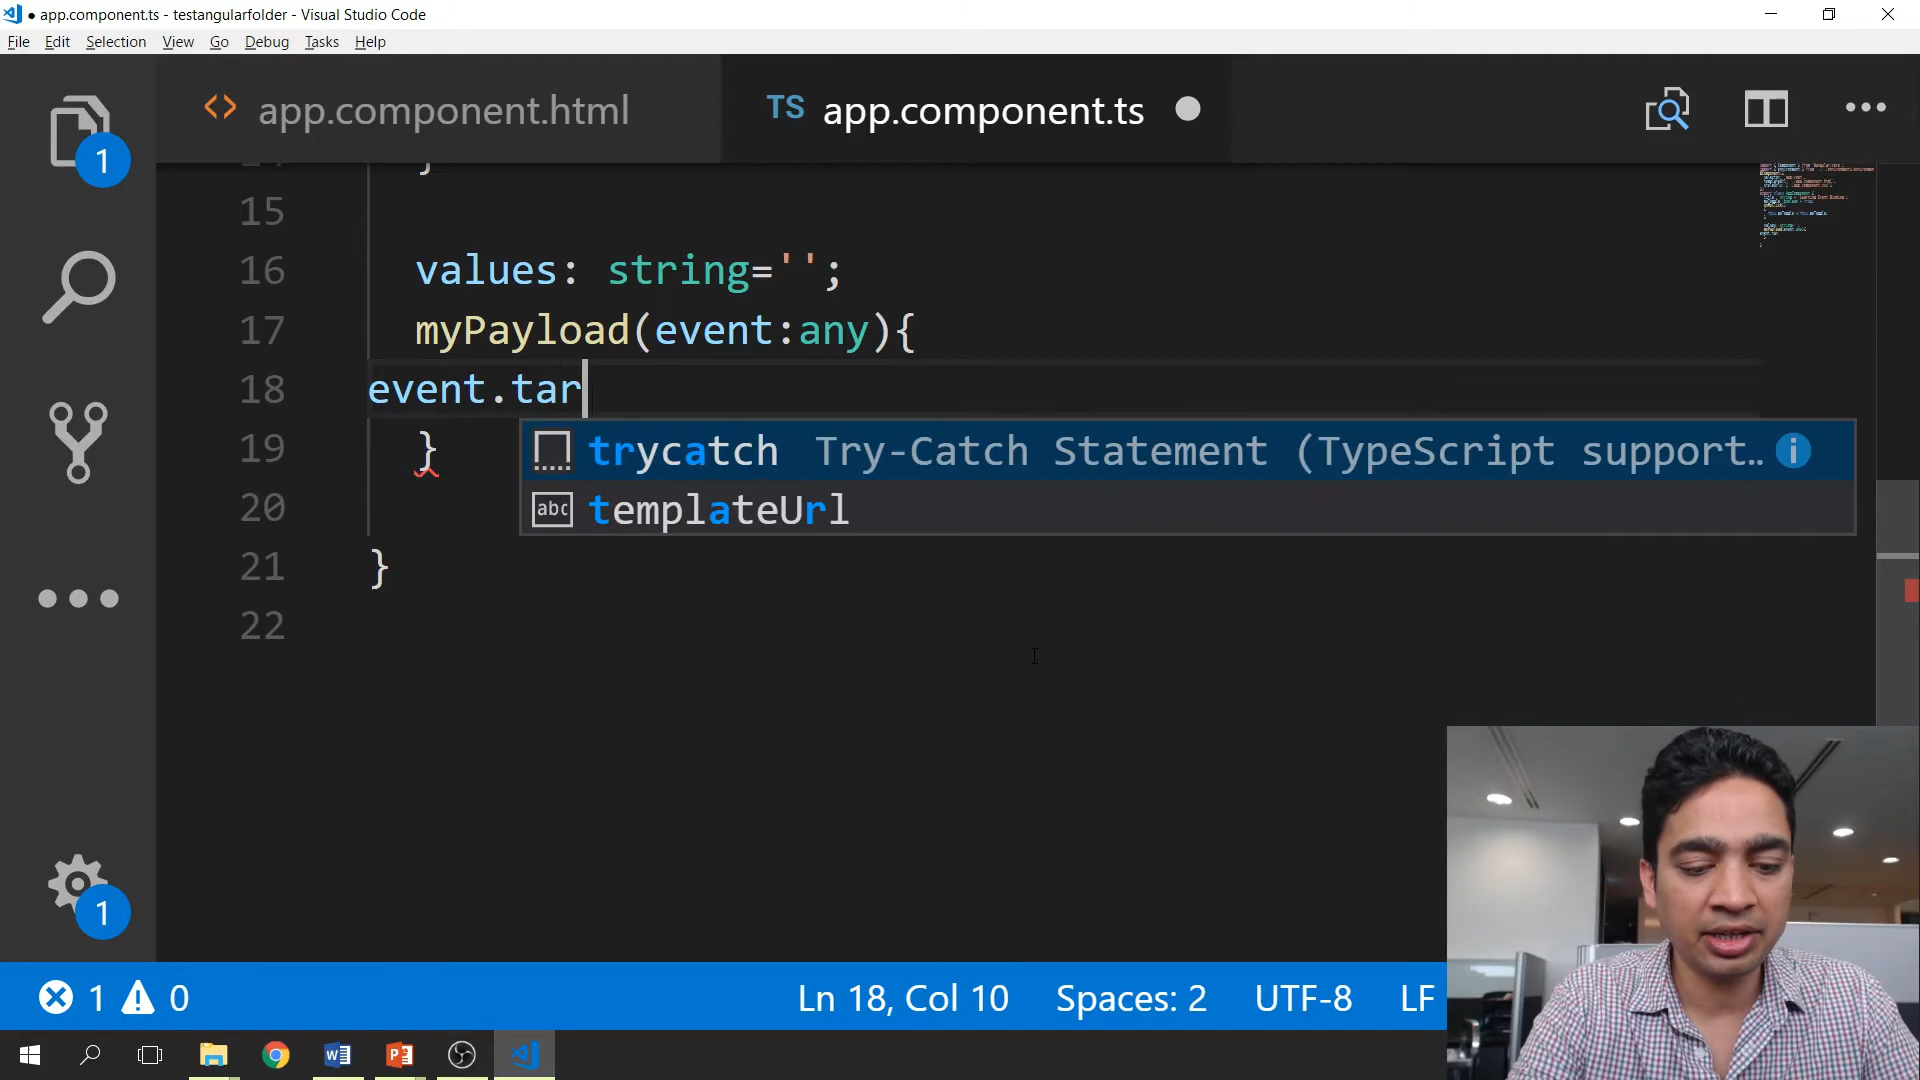 ● app.component.ts - testangularfolder - Visual Studio Code
File Edit Selection View Go Debug Tasks Help
<> app.component.html
TS app.component.ts
1
15
16 values: string='';
17 myPayload(event:any){
18 event.tar
trycatch Try-Catch Statement (TypeScript support…
abc templateUrl
19 }
20
21 }
22
1
1 0
Ln 18, Col 10 Spaces: 2 UTF-8 LF